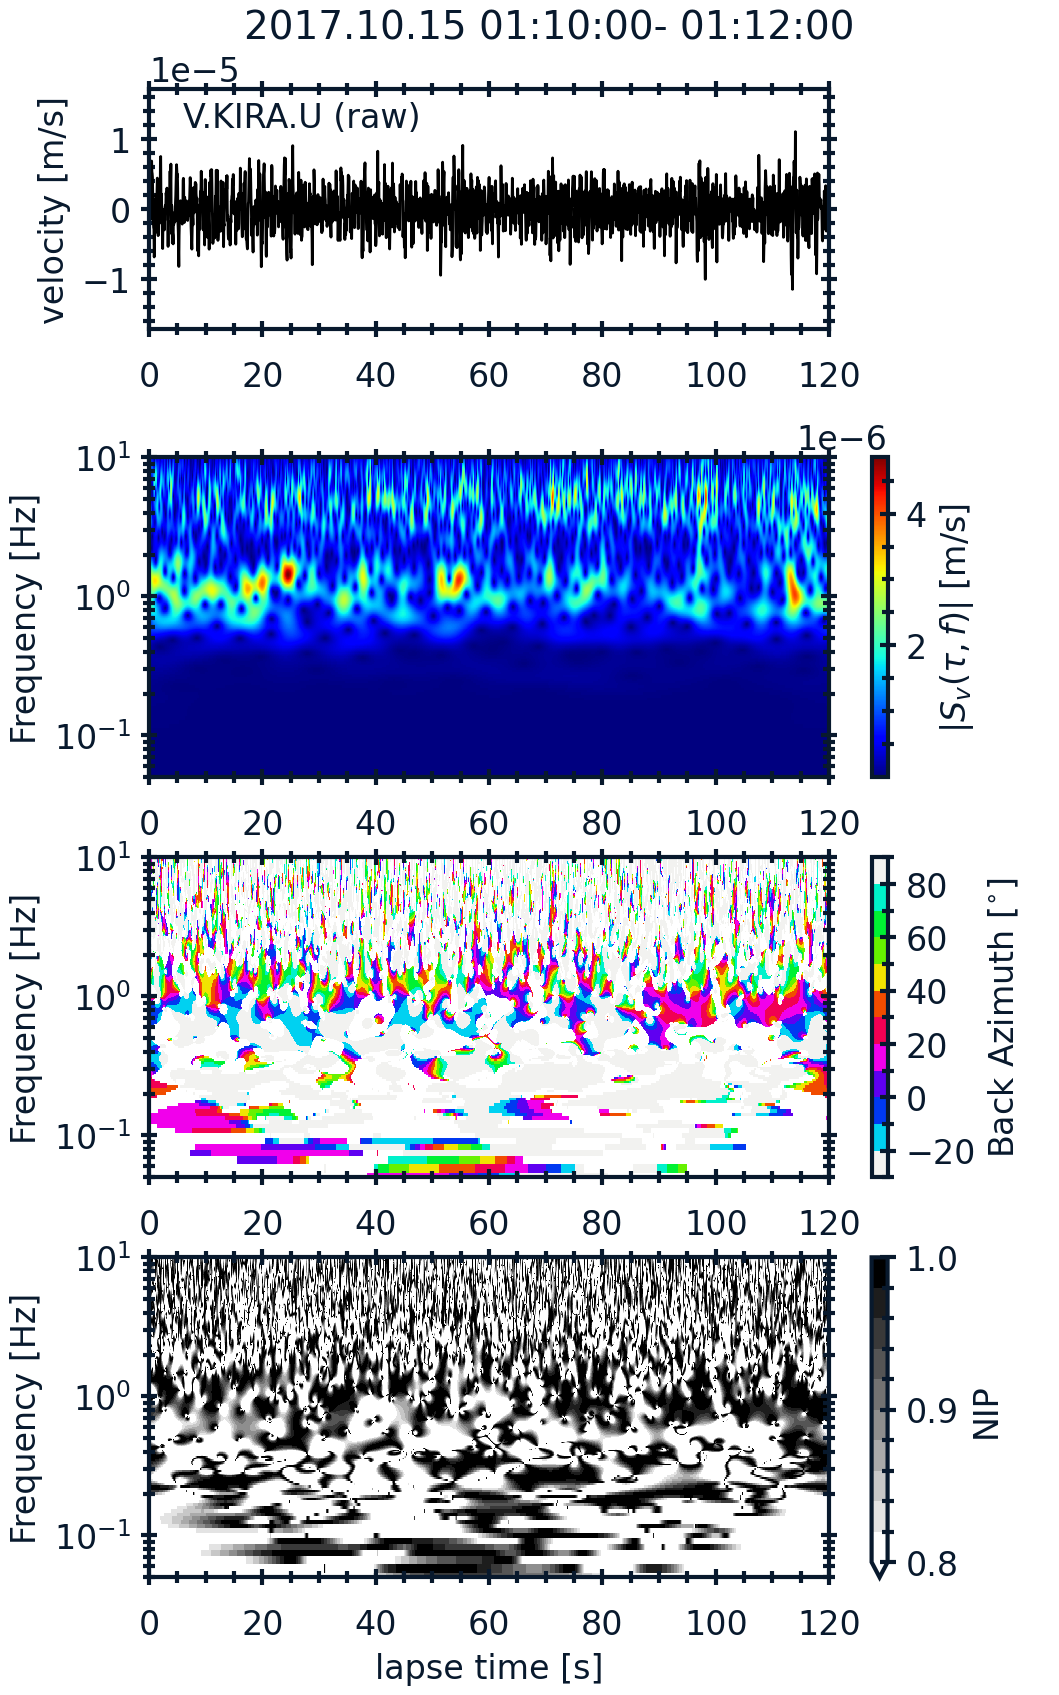 2017.10.15 01:10:00- 01:12:00
1e−5
V.KIRA.U (raw)
velocity [m/s]
1
0
−1
0 20 40 60 80 100 120
1e−6
Frequency [Hz]
10¹
10⁰
10⁻¹
0 20 40 60 80 100 120
4
2
|Sᵥ(τ, f)| [m/s]
Frequency [Hz]
10¹
10⁰
10⁻¹
0 20 40 60 80 100 120
80
60
40
20
0
−20
Back Azimuth [°]
Frequency [Hz]
10¹
10⁰
10⁻¹
0 20 40 60 80 100 120
lapse time [s]
1.0
0.9
0.8
NIP